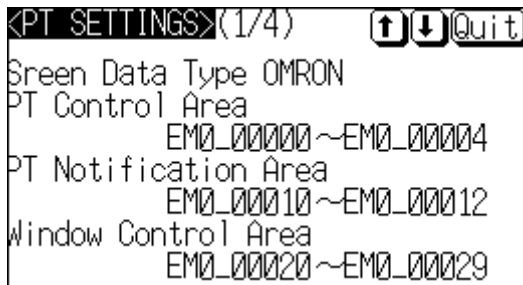 <PT SETTINGS>(1/4) ↑ ↓ Quit
Sreen Data Type OMRON
PT Control Area
EM0_00000~EM0_00004
PT Notification Area
EM0_00010~EM0_00012
Window Control Area
EM0_00020~EM0_00029